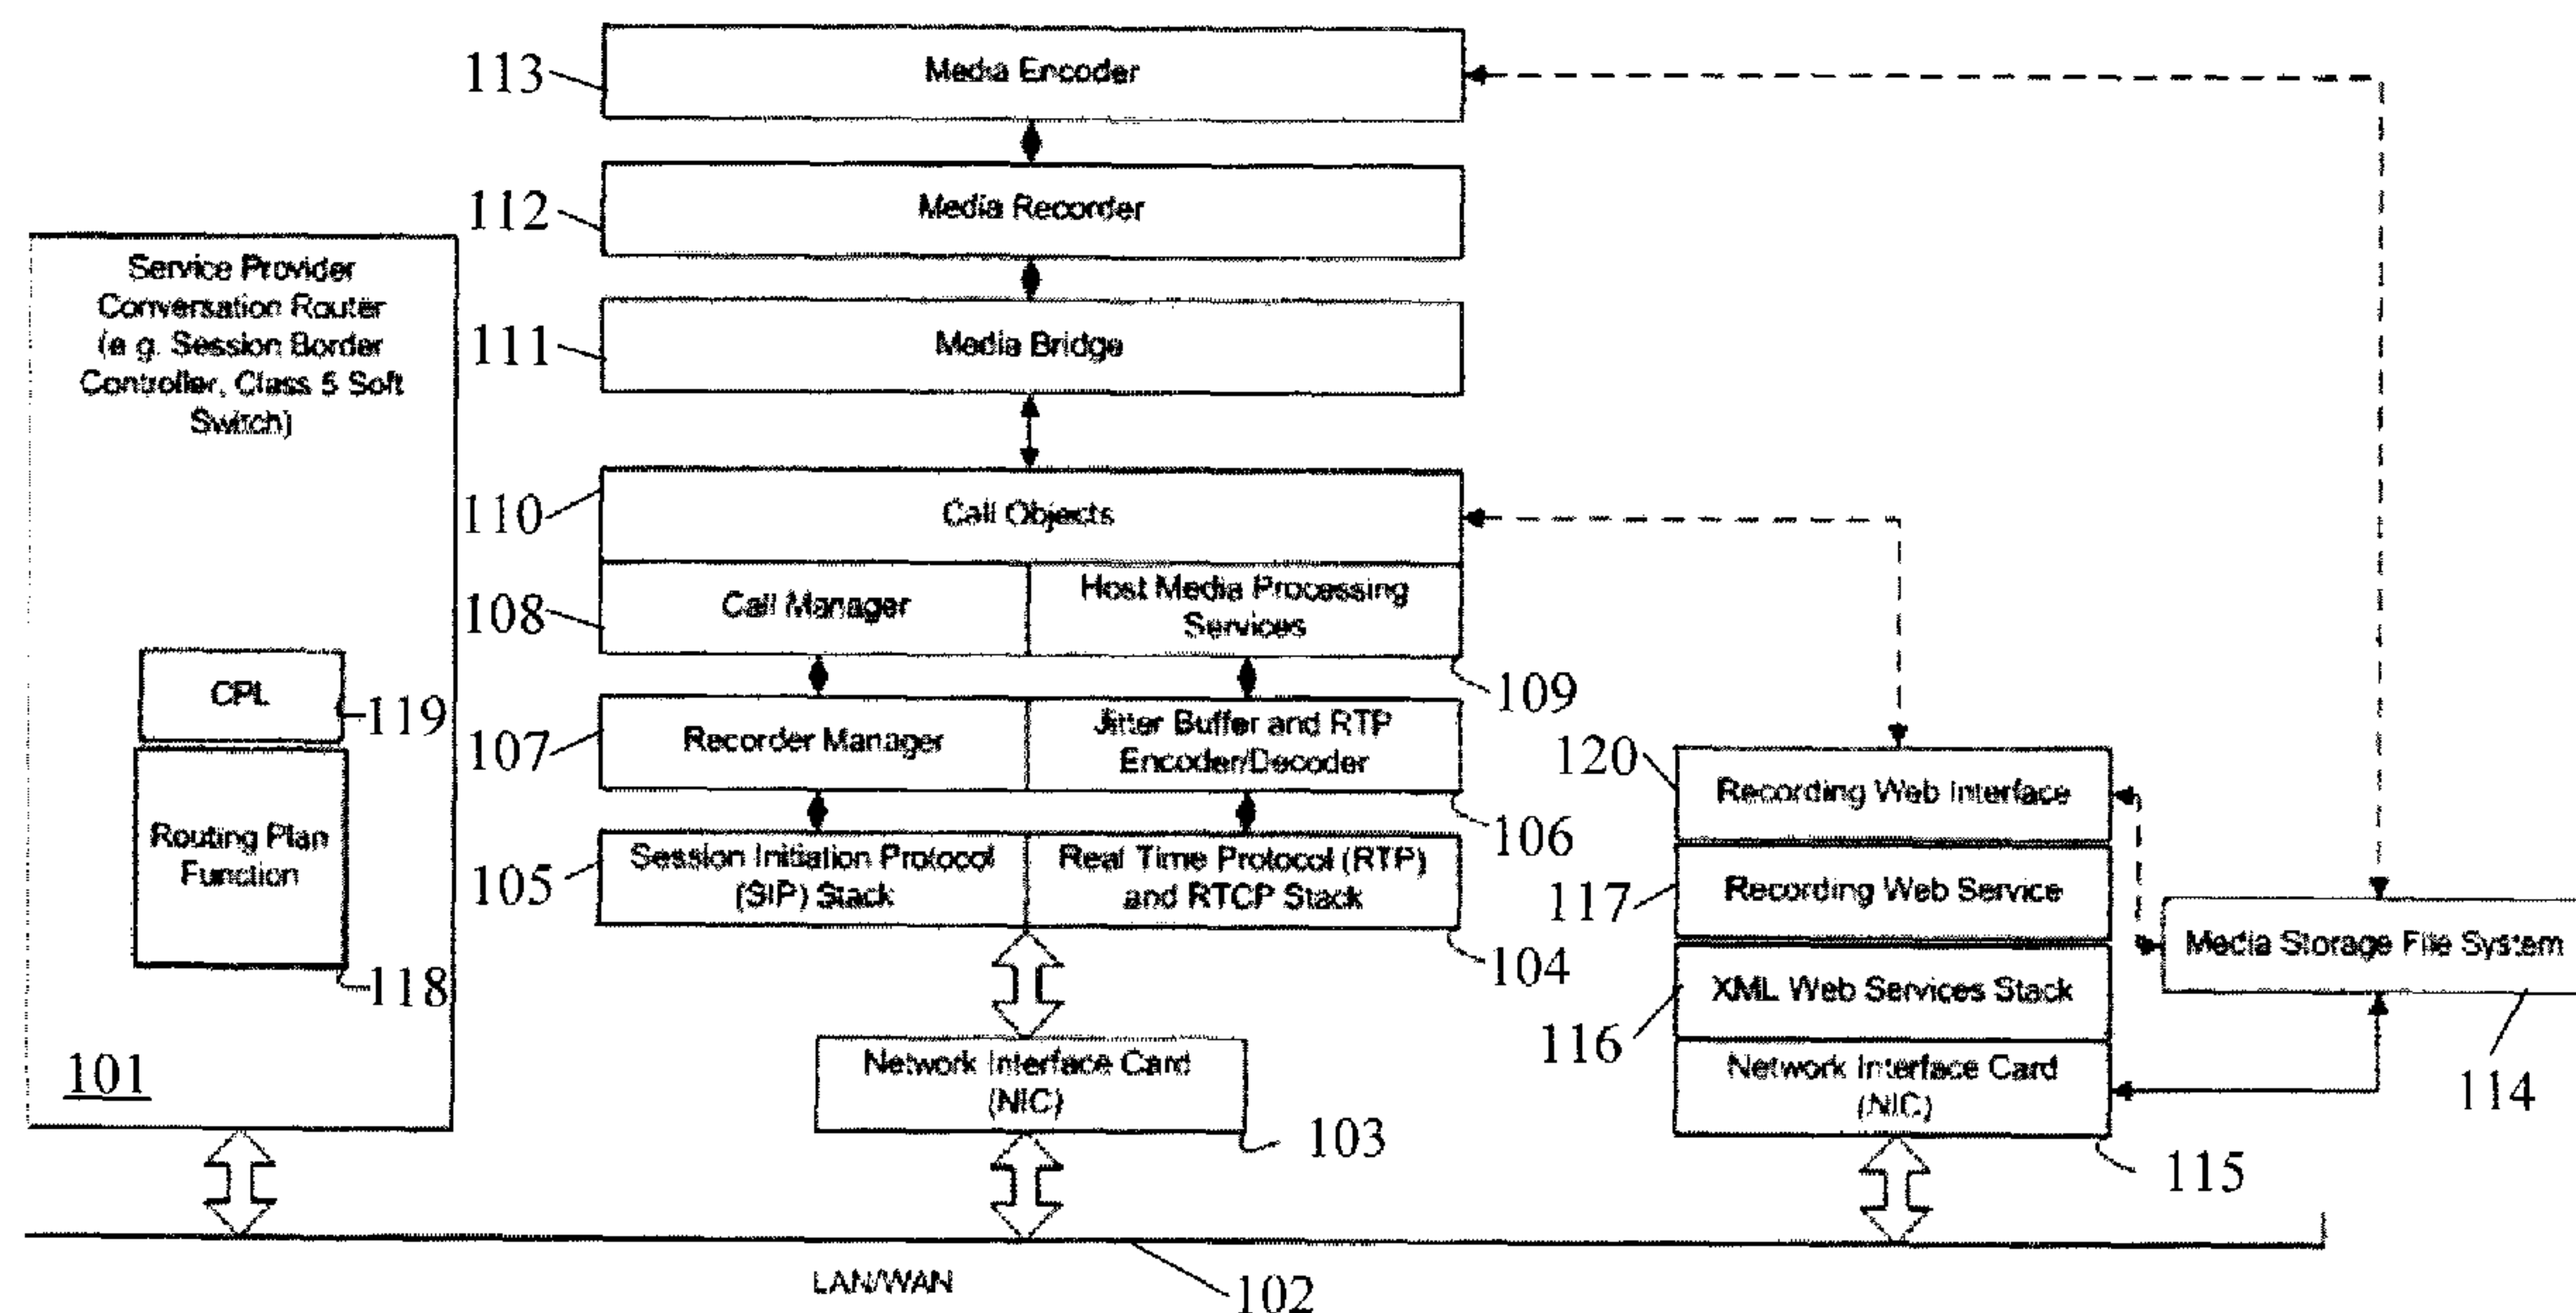 113
Media Encoder
112
Media Recorder
Service Provider
Conversation Router
(e.g. Session Border
Controller, Class 5 Soft
Switch)
111
Media Bridge
110
Call Objects
108
Call Manager
Host Media Processing
Services
109
CPL
119
107
Recorder Manager
Jitter Buffer and RTP
Encoder/Decoder
106
120
Recording Web Interface
Routing Plan
Function
118
105
Session Initiation Protocol
(SIP) Stack
Real Time Protocol (RTP)
and RTCP Stack
104
117
Recording Web Service
Media Storage File System
114
116
XML Web Services Stack
101
Network Interface Card
(NIC)
103
Network Interface Card
(NIC)
115
LAN/WAN
102